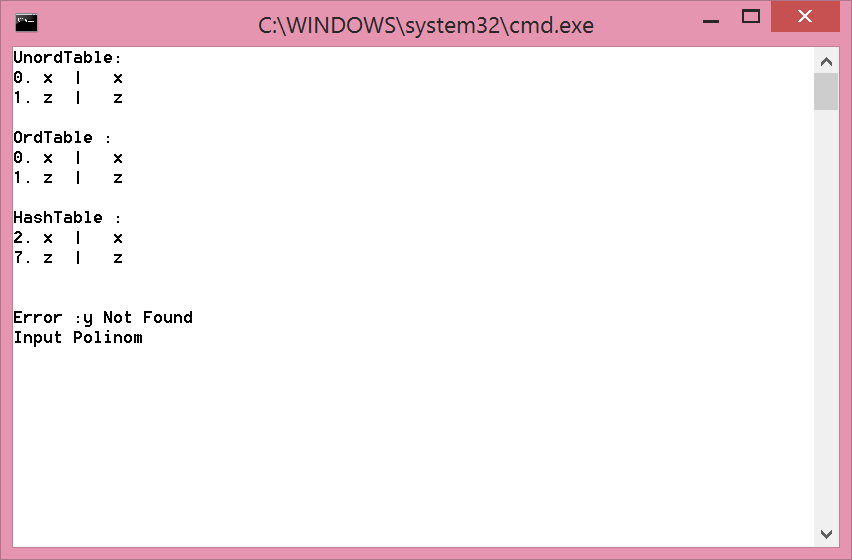 C:\WINDOWS\system32\cmd.exe
UnordTable:
0. x  |   x
1. z  |   z
OrdTable :
0. x  |   x
1. z  |   z
HashTable :
2. x  |   x
7. z  |   z
Error :y Not Found
Input Polinom